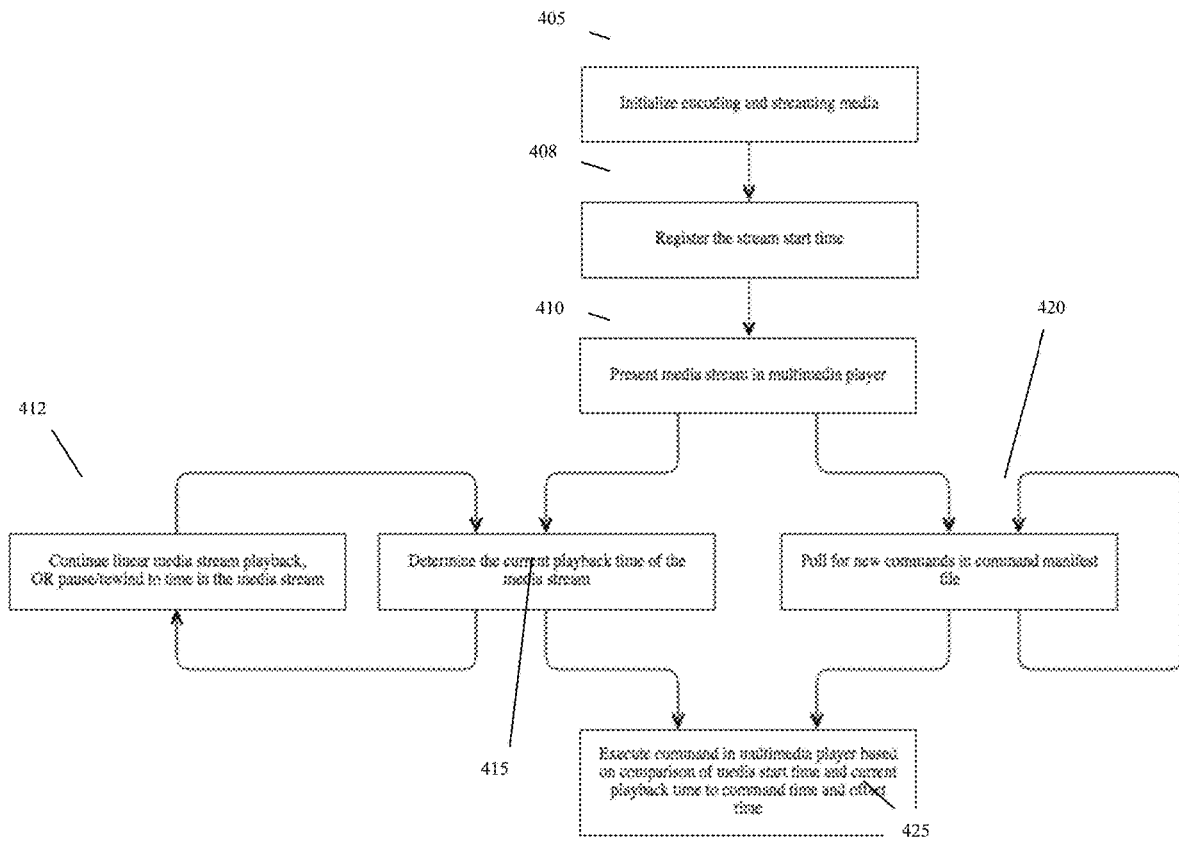 405
Initialize encoding and streaming media
408
Register the stream start time
410
Present media stream in multimedia player
420
412
Continue linear media stream playback,
OR pause/rewind to time in the media stream
Determine the current playback time of the
media stream
Poll for new commands in command manifest
file
415
Execute command in multimedia player based
on comparison of media start time and current
playback time to command time and offset
time
425